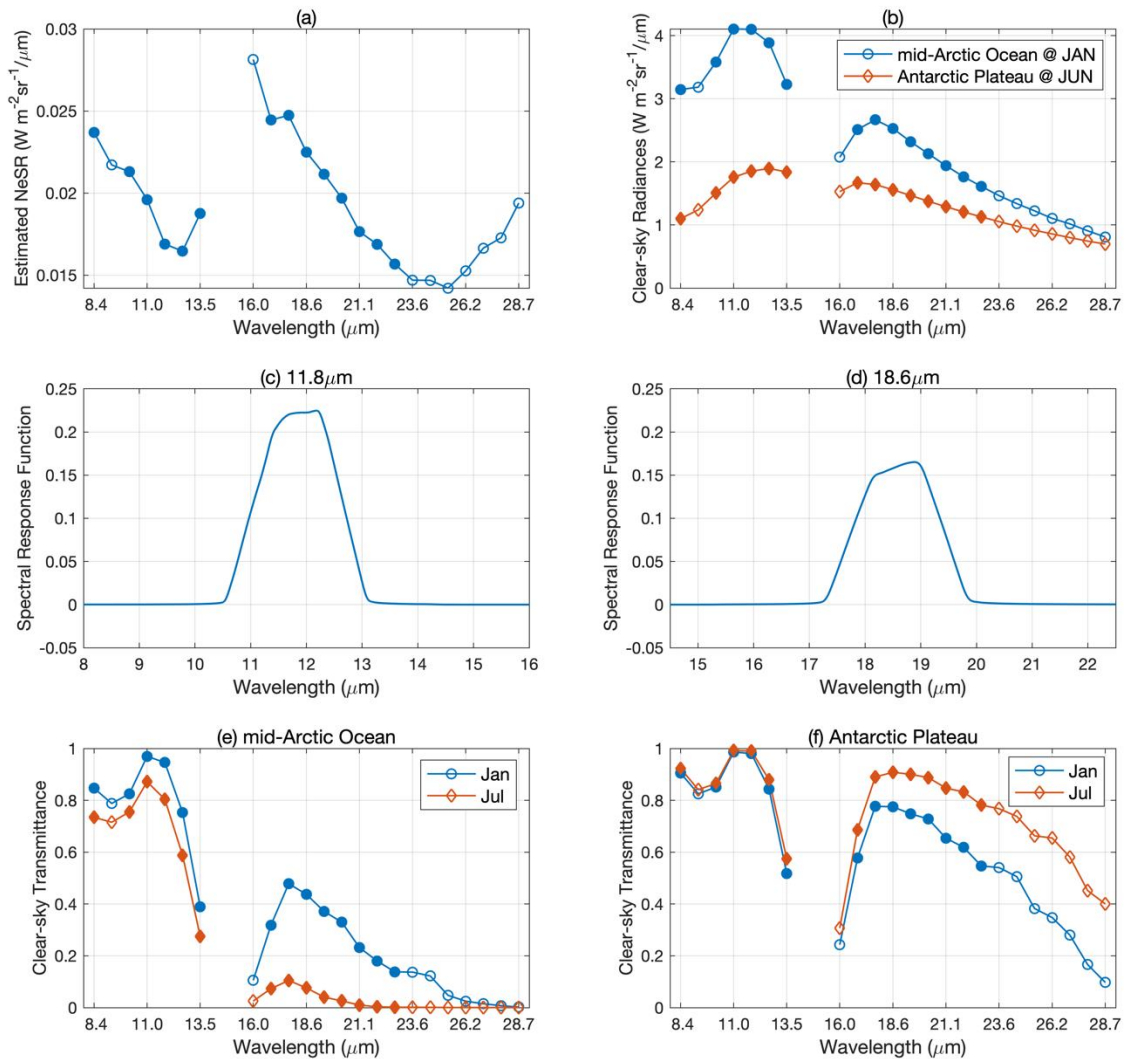 (a)
Estimated NeSR (W m⁻²sr⁻¹/μm)
0.03
0.025
0.02
0.015
8.4 11.0 13.5 16.0 18.6 21.1 23.6 26.2 28.7
Wavelength (μm)
(b)
Clear-sky Radiances (W m⁻²sr⁻¹/μm)
4
3
2
1
0
mid-Arctic Ocean @ JAN
Antarctic Plateau @ JUN
8.4 11.0 13.5 16.0 18.6 21.1 23.6 26.2 28.7
Wavelength (μm)
(c) 11.8μm
Spectral Response Function
0.25
0.2
0.15
0.1
0.05
0
-0.05
8 9 10 11 12 13 14 15 16
Wavelength (μm)
(d) 18.6μm
Spectral Response Function
0.25
0.2
0.15
0.1
0.05
0
-0.05
15 16 17 18 19 20 21 22
Wavelength (μm)
(e) mid-Arctic Ocean
Clear-sky Transmittance
1
0.8
0.6
0.4
0.2
0
Jan
Jul
8.4 11.0 13.5 16.0 18.6 21.1 23.6 26.2 28.7
Wavelength (μm)
(f) Antarctic Plateau
Clear-sky Transmittance
1
0.8
0.6
0.4
0.2
0
Jan
Jul
8.4 11.0 13.5 16.0 18.6 21.1 23.6 26.2 28.7
Wavelength (μm)